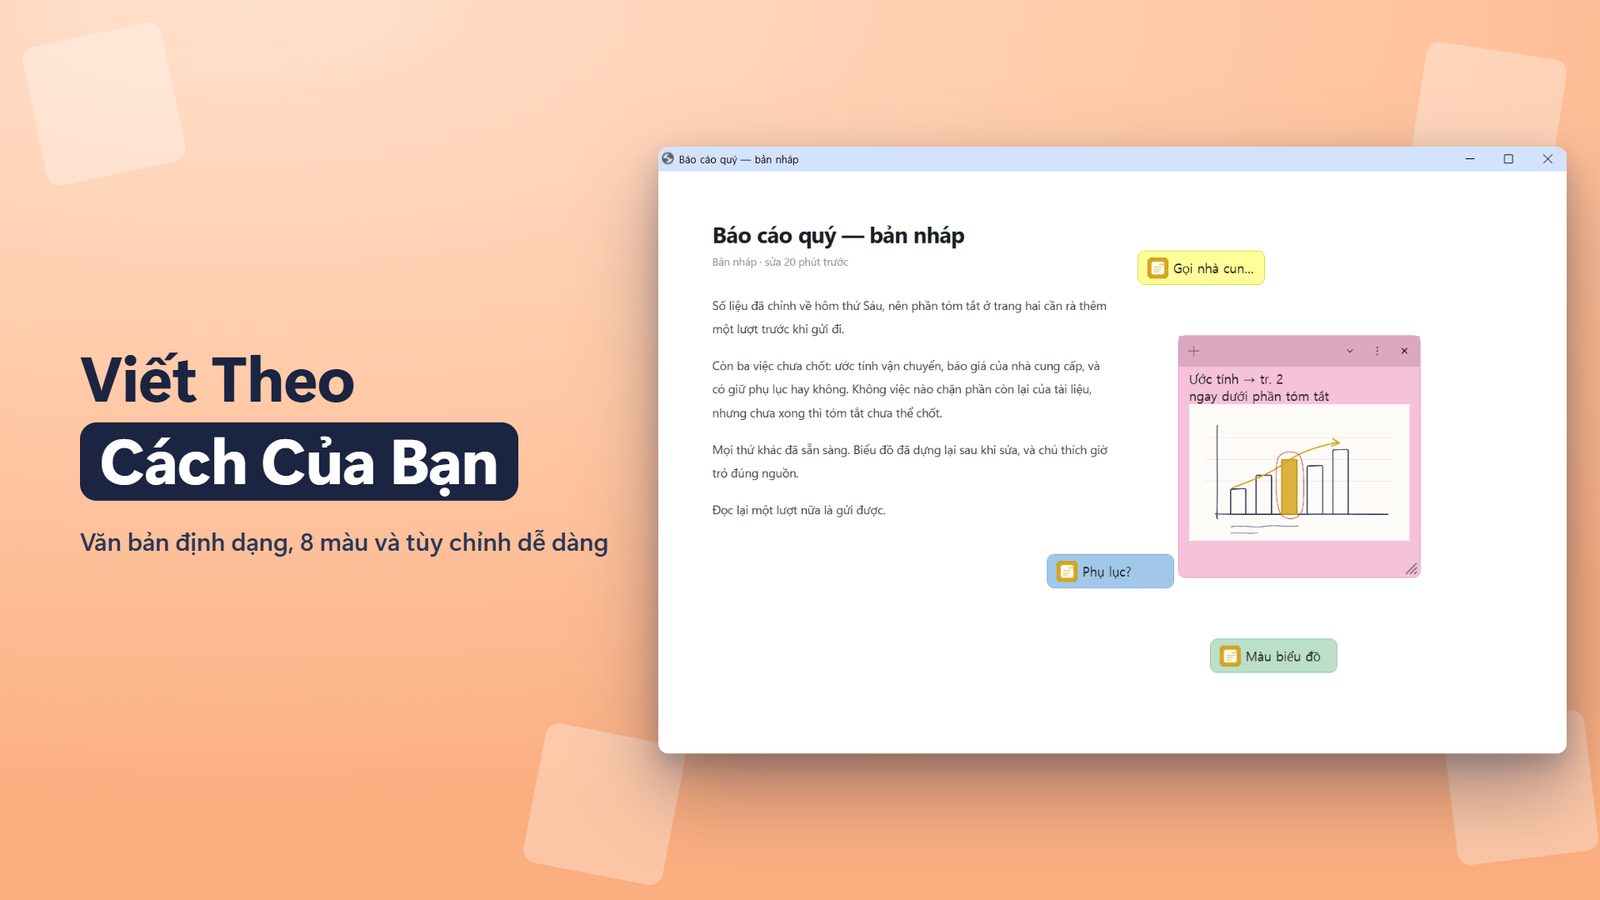 Viết Theo
Cách Của Bạn
Văn bản định dạng, 8 màu và tùy chỉnh dễ dàng
Báo cáo quý — bản nháp
Báo cáo quý — bản nháp
Bản nháp · sửa 20 phút trước
Số liệu đã chỉnh về hôm thứ Sáu, nên phần tóm tắt ở trang hai cần rà thêm
một lượt trước khi gửi đi.
Còn ba việc chưa chốt: ước tính vận chuyển, báo giá của nhà cung cấp, và
có giữ phụ lục hay không. Không việc nào chặn phần còn lại của tài liệu,
nhưng chưa xong thì tóm tắt chưa thể chốt.
Mọi thứ khác đã sẵn sàng. Biểu đồ đã dựng lại sau khi sửa, và chú thích giờ
trỏ đúng nguồn.
Đọc lại một lượt nữa là gửi được.
Gọi nhà cun...
Ước tính → tr. 2
ngay dưới phần tóm tắt
Phụ lục?
Màu biểu đồ